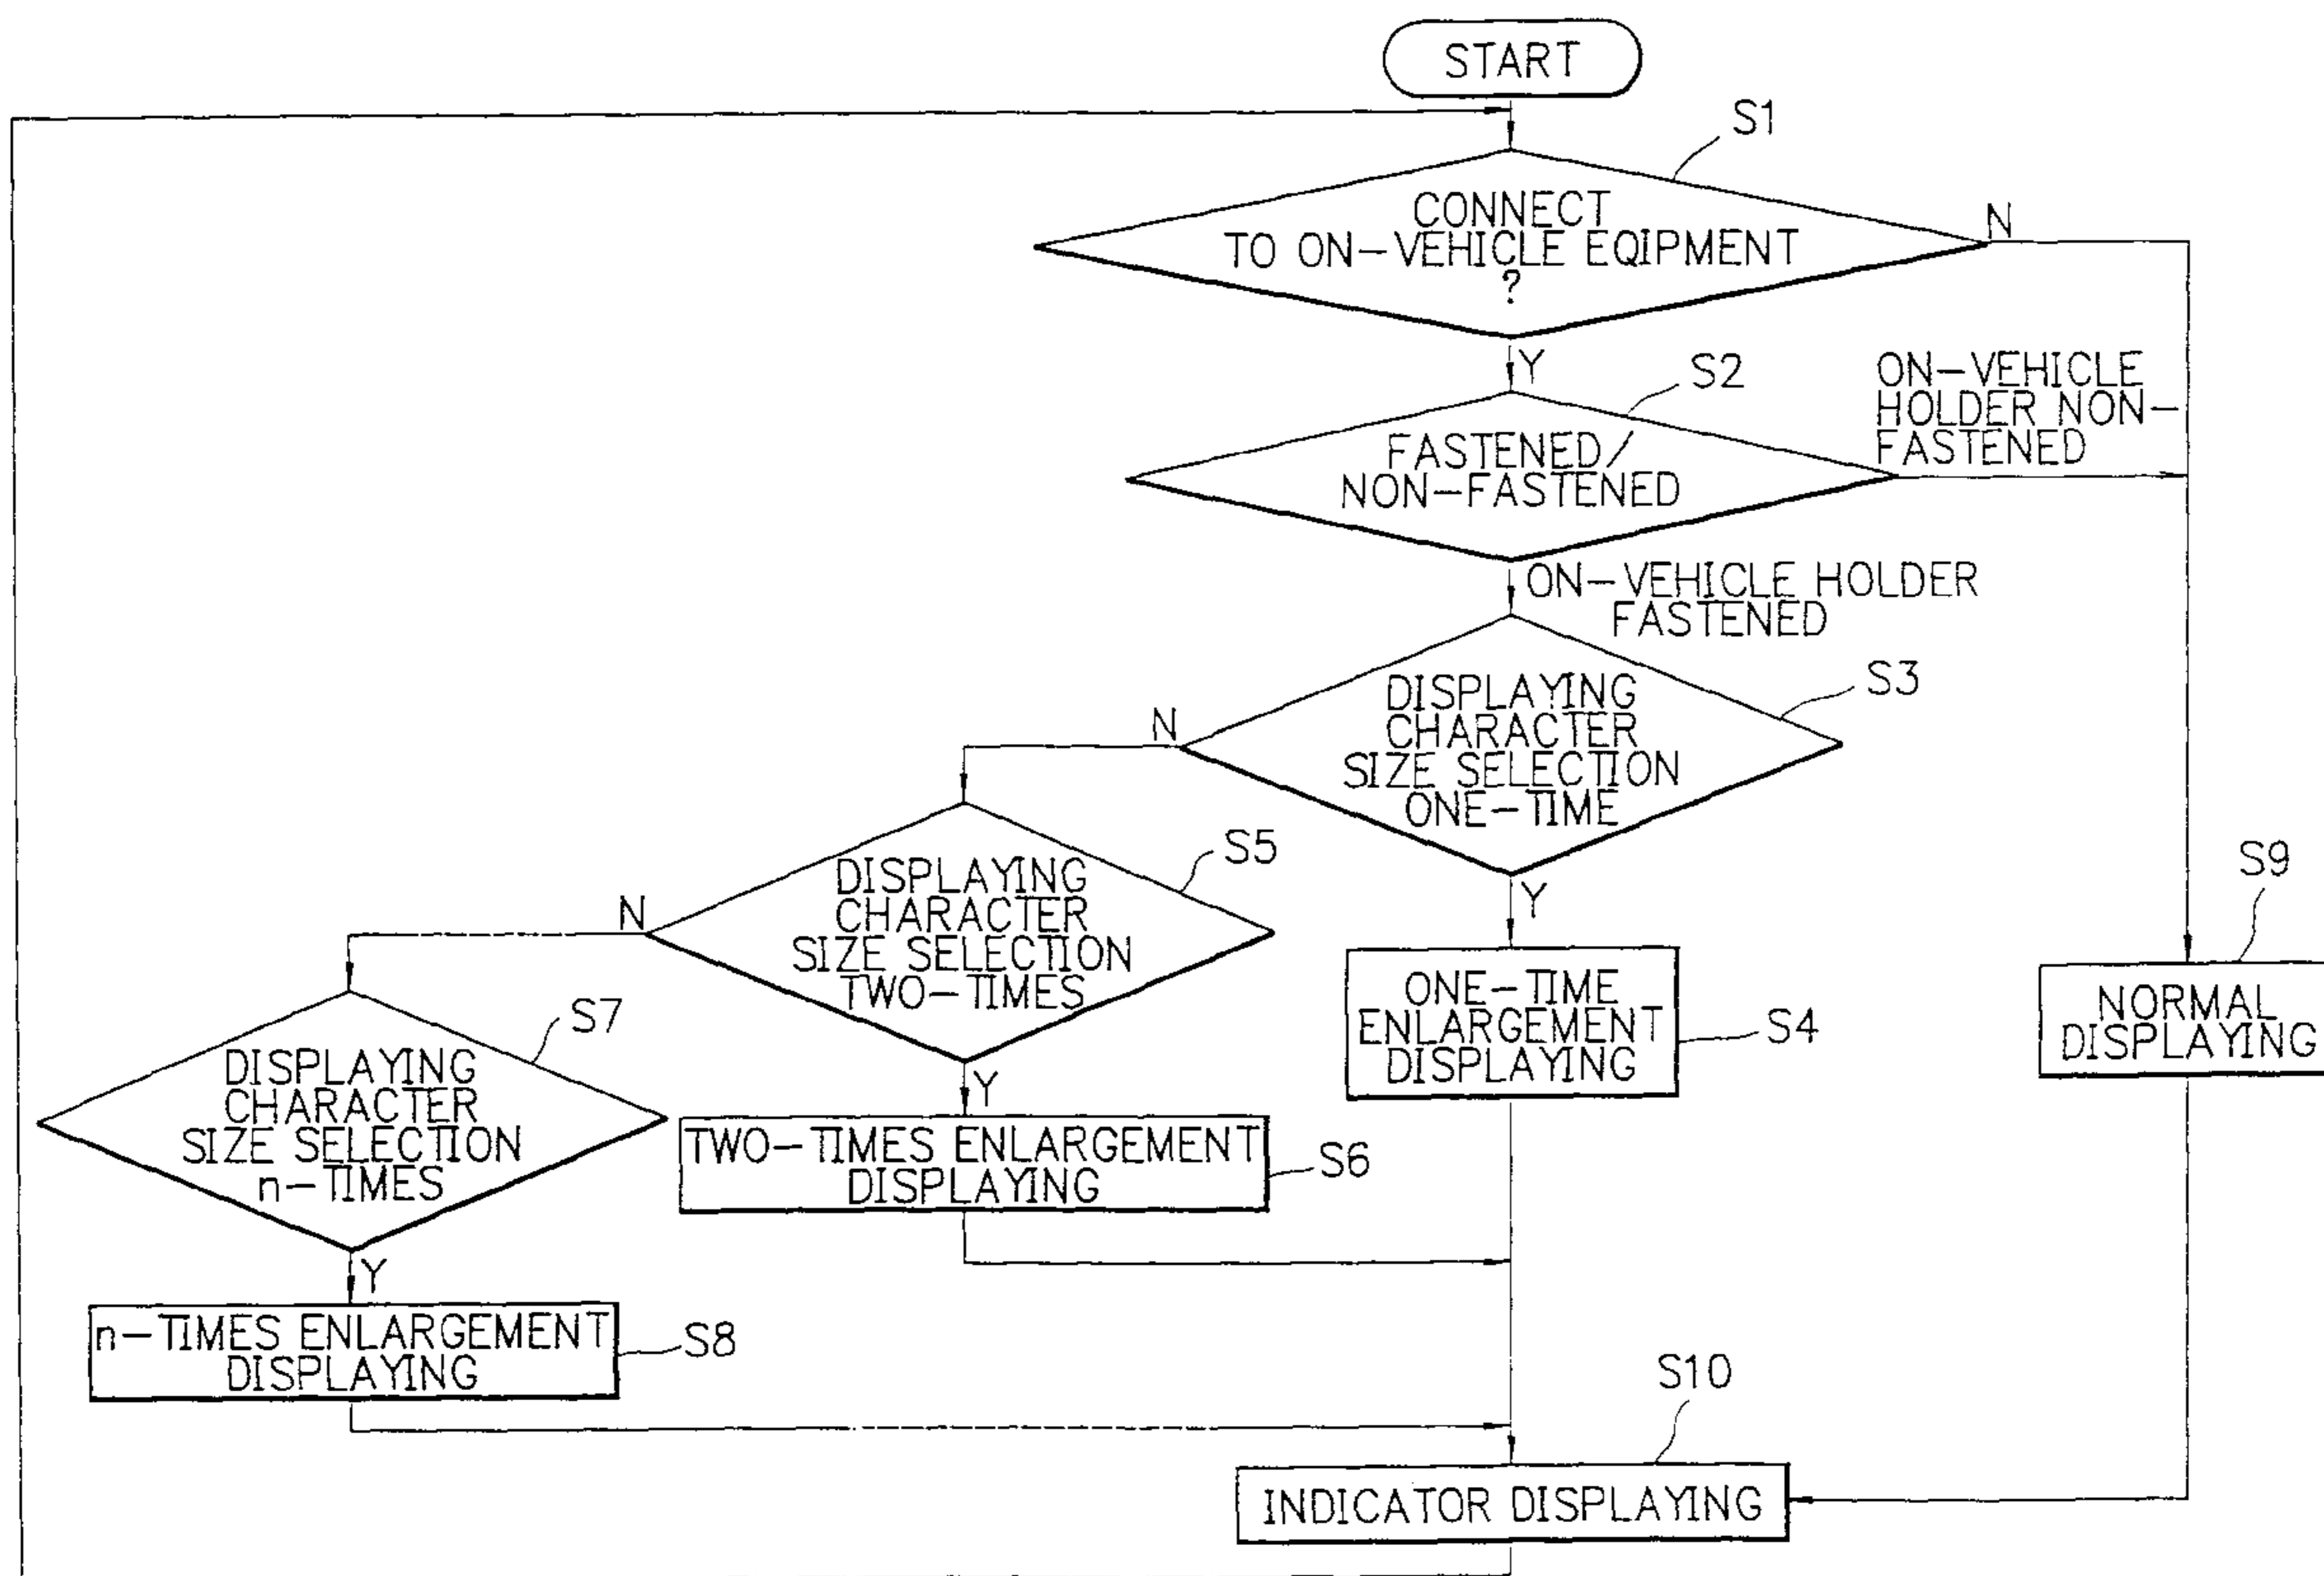 START
S1
CONNECT
TO ON-VEHICLE EQIPMENT
?
N
Y
S2
ON-VEHICLE
HOLDER NON-
FASTENED
FASTENED/
NON-FASTENED
ON-VEHICLE HOLDER
FASTENED
S3
DISPLAYING
CHARACTER
SIZE SELECTION
ONE-TIME
N
Y
S5
DISPLAYING
CHARACTER
SIZE SELECTION
TWO-TIMES
N
Y
S9
NORMAL
DISPLAYING
ONE-TIME
ENLARGEMENT
DISPLAYING
S4
S7
DISPLAYING
CHARACTER
SIZE SELECTION
n-TIMES
Y
TWO-TIMES ENLARGEMENT
DISPLAYING
S6
n-TIMES ENLARGEMENT
DISPLAYING
S8
S10
INDICATOR DISPLAYING